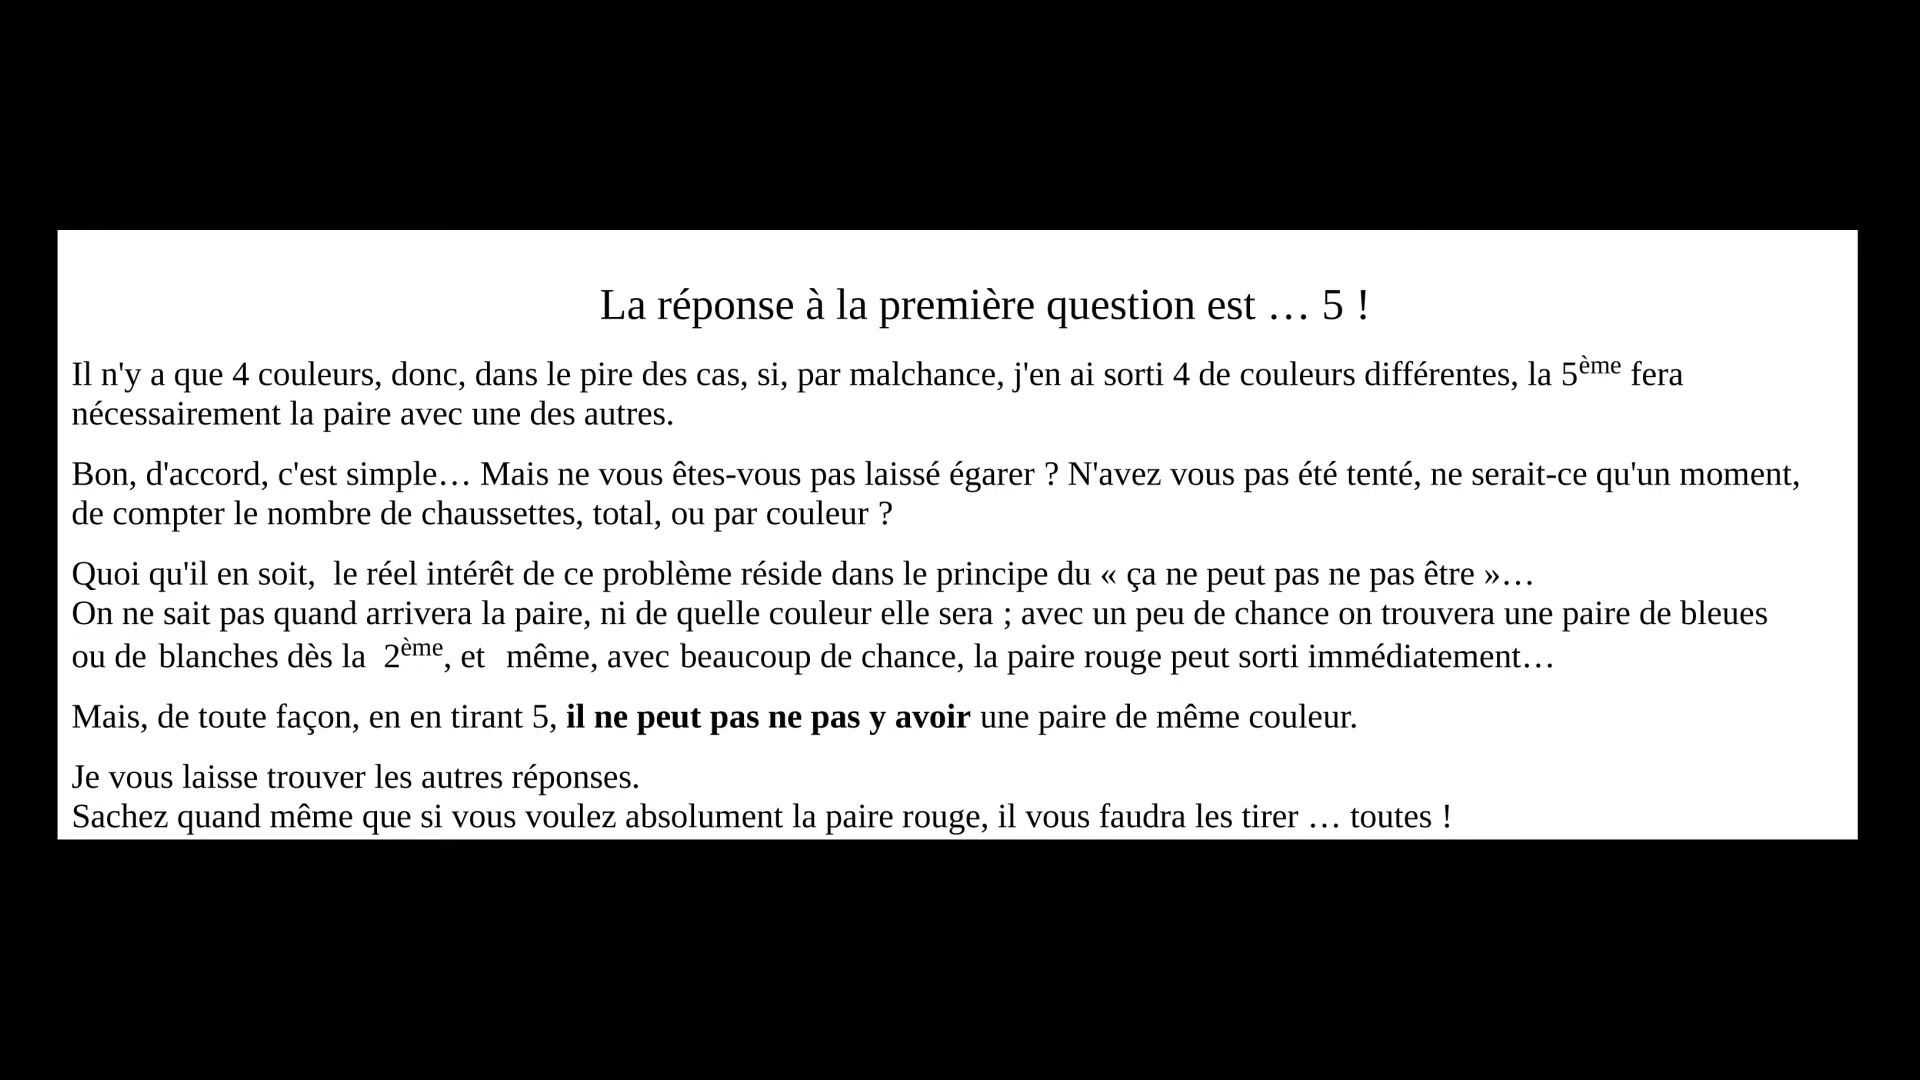 La réponse à la première question est … 5 !
Il n'y a que 4 couleurs, donc, dans le pire des cas, si, par malchance, j'en ai sorti 4 de couleurs différentes, la 5ème fera
nécessairement la paire avec une des autres.
Bon, d'accord, c'est simple… Mais ne vous êtes-vous pas laissé égarer ? N'avez vous pas été tenté, ne serait-ce qu'un moment,
de compter le nombre de chaussettes, total, ou par couleur ?
Quoi qu'il en soit, le réel intérêt de ce problème réside dans le principe du « ça ne peut pas ne pas être »…
On ne sait pas quand arrivera la paire, ni de quelle couleur elle sera ; avec un peu de chance on trouvera une paire de bleues
ou de blanches dès la 2ème, et même, avec beaucoup de chance, la paire rouge peut sorti immédiatement…
Mais, de toute façon, en en tirant 5, il ne peut pas ne pas y avoir une paire de même couleur.
Je vous laisse trouver les autres réponses.
Sachez quand même que si vous voulez absolument la paire rouge, il vous faudra les tirer … toutes !